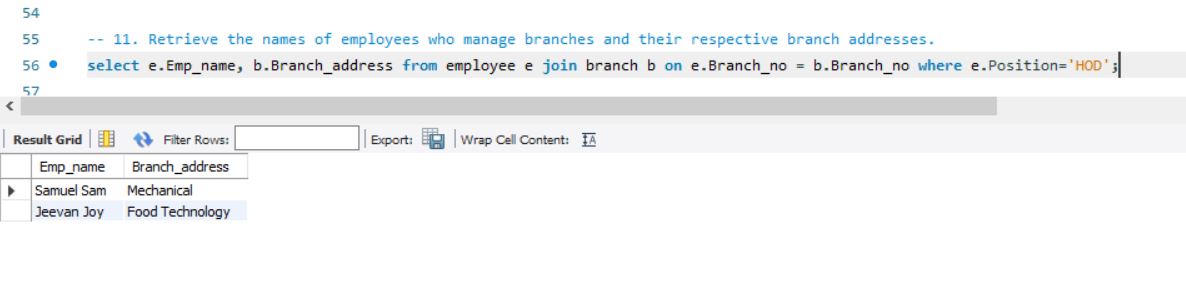 54
55 -- 11. Retrieve the names of employees who manage branches and their respective branch addresses.
56 select e.Emp_name, b.Branch_address from employee e join branch b on e.Branch_no = b.Branch_no where e.Position='HOD';
57
Result Grid Filter Rows: Export: Wrap Cell Content:
Emp_name Branch_address
Samuel Sam Mechanical
Jeevan Joy Food Technology